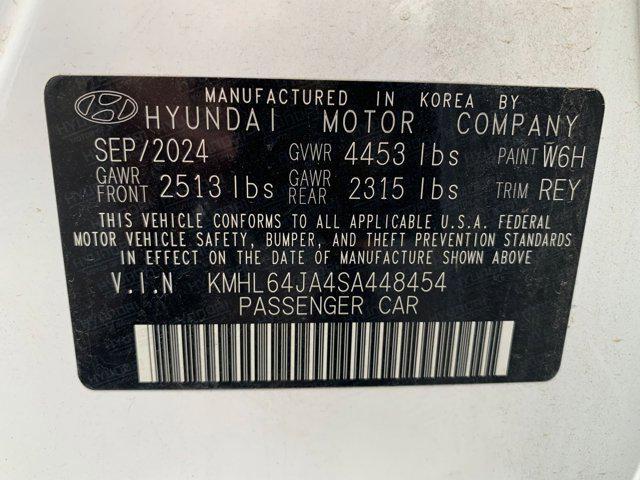 MANUFACTURED IN KOREA BY
HYUNDAI MOTOR COMPANY
SEP/2024 GVWR 4453 lbs PAINT W6H
GAWR FRONT 2513 lbs GAWR REAR 2315 lbs TRIM REY
THIS VEHICLE CONFORMS TO ALL APPLICABLE U.S.A. FEDERAL
MOTOR VEHICLE SAFETY, BUMPER, AND THEFT PREVENTION STANDARDS
IN EFFECT ON THE DATE OF MANUFACTURE SHOWN ABOVE
V.I.N KMHL64JA4SA448454
PASSENGER CAR